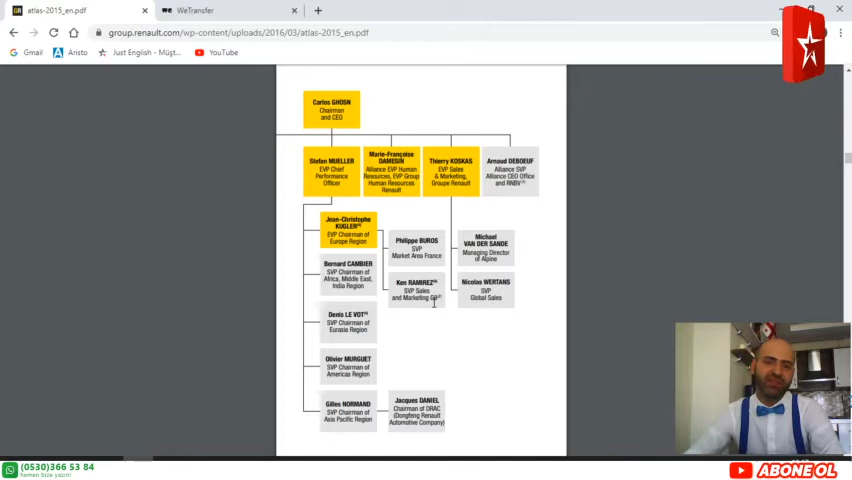 atlas-2015_en.pdf
WeTransfer
group.renault.com/wp-content/uploads/2016/03/atlas-2015_en.pdf
Gmail
Aristo
Just English - Müşt...
YouTube
Carlos GHOSN
Chairman
and CEO
Stefan MUELLER
EVP Chief
Performance
Officer
Marie-Françoise
DAMESIN
Alliance EVP Human
Resources, EVP Group
Human Resources
Renault
Thierry KOSKAS
EVP Sales
& Marketing,
Groupe Renault
Arnaud DEBOEUF
Alliance SVP
Alliance CEO Office
and RNBV
Jean-Christophe
KUGLER
EVP Chairman of
Europe Region
Bernard CAMBIER
SVP Chairman of
Africa, Middle East,
India Region
Denis LE VOT
SVP Chairman of
Eurasia Region
Olivier MURGUET
SVP Chairman of
Americas Region
Gilles NORMAND
SVP Chairman of
Asia Pacific Region
Philippe BUROS
SVP
Market Area France
Ken RAMIREZ
SVP Sales
and Marketing
Jacques DANIEL
Chairman of DRAC
(Dongfeng Renault
Automotive Company)
Michael
VAN DER SANDE
Managing Director
of Alpine
Nicolas WERTANS
SVP
Global Sales
(0530)366 53 84
hemen bize yazın!
ABONE OL